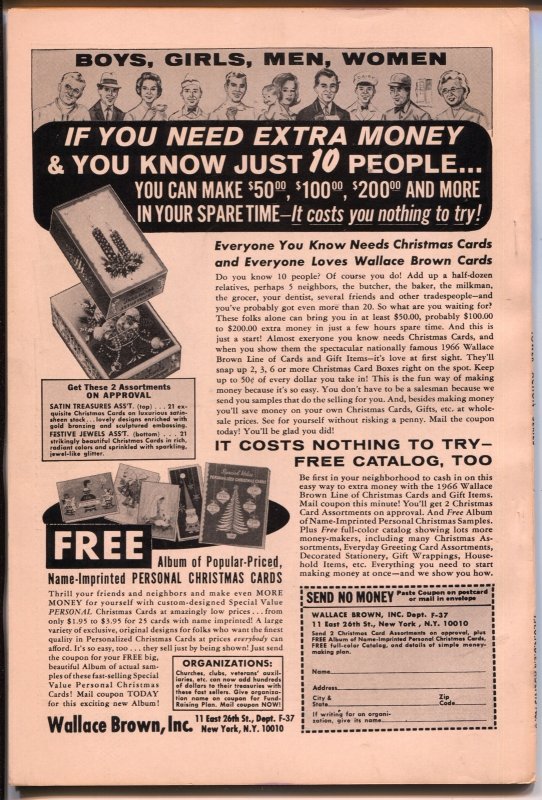 BOYS, GIRLS, MEN, WOMEN
IF YOU NEED EXTRA MONEY
& YOU KNOW JUST 10 PEOPLE...
YOU CAN MAKE $5000, $10000, $20000 AND MORE
IN YOUR SPARE TIME—It costs you nothing to try!
Everyone You Know Needs Christmas Cards
and Everyone Loves Wallace Brown Cards
Do you know 10 people? Of course you do! Add up a half-dozen
relatives, perhaps 5 neighbors, the butcher, the baker, the milkman,
the grocer, your dentist, several friends and other tradespeople—and
you've probably got even more than 20. So what are you waiting for?
These folks alone can bring you in at least $50.00, probably $100.00
to $200.00 extra money in just a few hours spare time. And this is
just a start! Almost everyone you know needs Christmas Cards, and
when you show them the spectacular nationally famous 1966 Wallace
Brown Line of Cards and Gift Items—it's love at first sight. They'll
snap up 2, 3, 6 or more Christmas Card Boxes right on the spot. Keep
up to 50¢ of every dollar you take in! This is the fun way of making
money because it's so easy. You don't have to be a salesman because we
send you samples that do the selling for you. And, besides making money
you'll save money on your own Christmas Cards, Gifts, etc. at whole-
sale prices. See for yourself without risking a penny. Mail the coupon
today! You'll be glad you did!
Get These 2 Assortments
ON APPROVAL
SATIN TREASURES ASS'T. (top) . . . 21 ex-
quisite Christmas Cards on luxurious satin-
sheen stock...lovely designs enriched with
gold bronzing and sculptured embossing.
FESTIVE JEWELS ASS'T. (bottom) . . . 21
strikingly beautiful Christmas Cards in rich,
radiant colors and sprinkled with sparkling,
jewel-like glitter.
IT COSTS NOTHING TO TRY—
FREE CATALOG, TOO
Be first in your neighborhood to cash in on this
easy way to extra money with the 1966 Wallace
Brown Line of Christmas Cards and Gift Items.
Mail coupon this minute! You'll get 2 Christmas
Card Assortments on approval. And Free Album
of Name-Imprinted Personal Christmas Samples.
Plus Free full-color catalog showing lots more
money-makers, including many Christmas As-
sortments, Everyday Greeting Card Assortments,
Decorated Stationery, Gift Wrappings, House-
hold Items, etc. Everything you need to start
making money at once—and we show you how.
Special Value
PERSONALIZED CHRISTMAS CARDS
FREE
Album of Popular-Priced,
Name-Imprinted PERSONAL CHRISTMAS CARDS
Thrill your friends and neighbors and make even MORE
MONEY for yourself with custom-designed Special Value
PERSONAL Christmas Cards at amazingly low prices . . . from
only $1.95 to $3.95 for 25 cards with name imprinted! A large
variety of exclusive, original designs for folks who want the finest
quality in Personalized Cards at prices everybody can
afford. It's so easy, too . . . they sell just by being shown! Just send
the coupon for your FREE big,
beautiful Album of actual sam-
ples of these fast-selling Special
Value Personal Christmas
Cards! Mail coupon TODAY
for this exciting new Album!
ORGANIZATIONS:
Churches, clubs, veterans' auxil-
iaries, etc. can now add hundreds
of dollars to their treasuries with
these fast sellers. Give organiza-
tion name on coupon for Fund-
Raising Plan. Mail coupon NOW!
Wallace Brown, Inc. 11 East 26th St., Dept. F-37
New York, N.Y. 10010
SEND NO MONEY Paste Coupon on postcard
or mail in envelope
WALLACE BROWN, INC. Dept. F-37
11 East 26th St., New York, N.Y. 10010
Send 2 Christmas Card Assortments on approval, plus
FREE Album of Name-Imprinted Personal Christmas Cards,
FREE full-color Catalog, and details of simple money-
making plan.
Name
Address
City &
State
Zip
Code
If writing for an organi-
zation, give its name